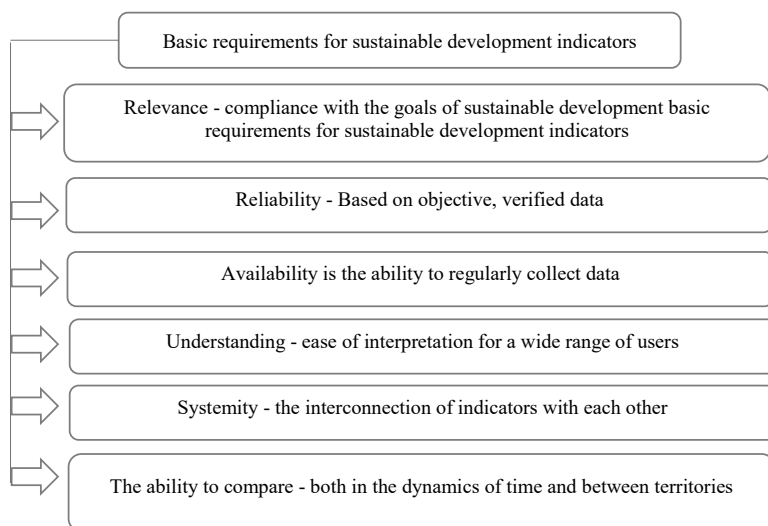 Basic requirements for sustainable development indicators
Relevance - compliance with the goals of sustainable development basic
requirements for sustainable development indicators
Reliability - Based on objective, verified data
Availability is the ability to regularly collect data
Understanding - ease of interpretation for a wide range of users
Systemity - the interconnection of indicators with each other
The ability to compare - both in the dynamics of time and between territories